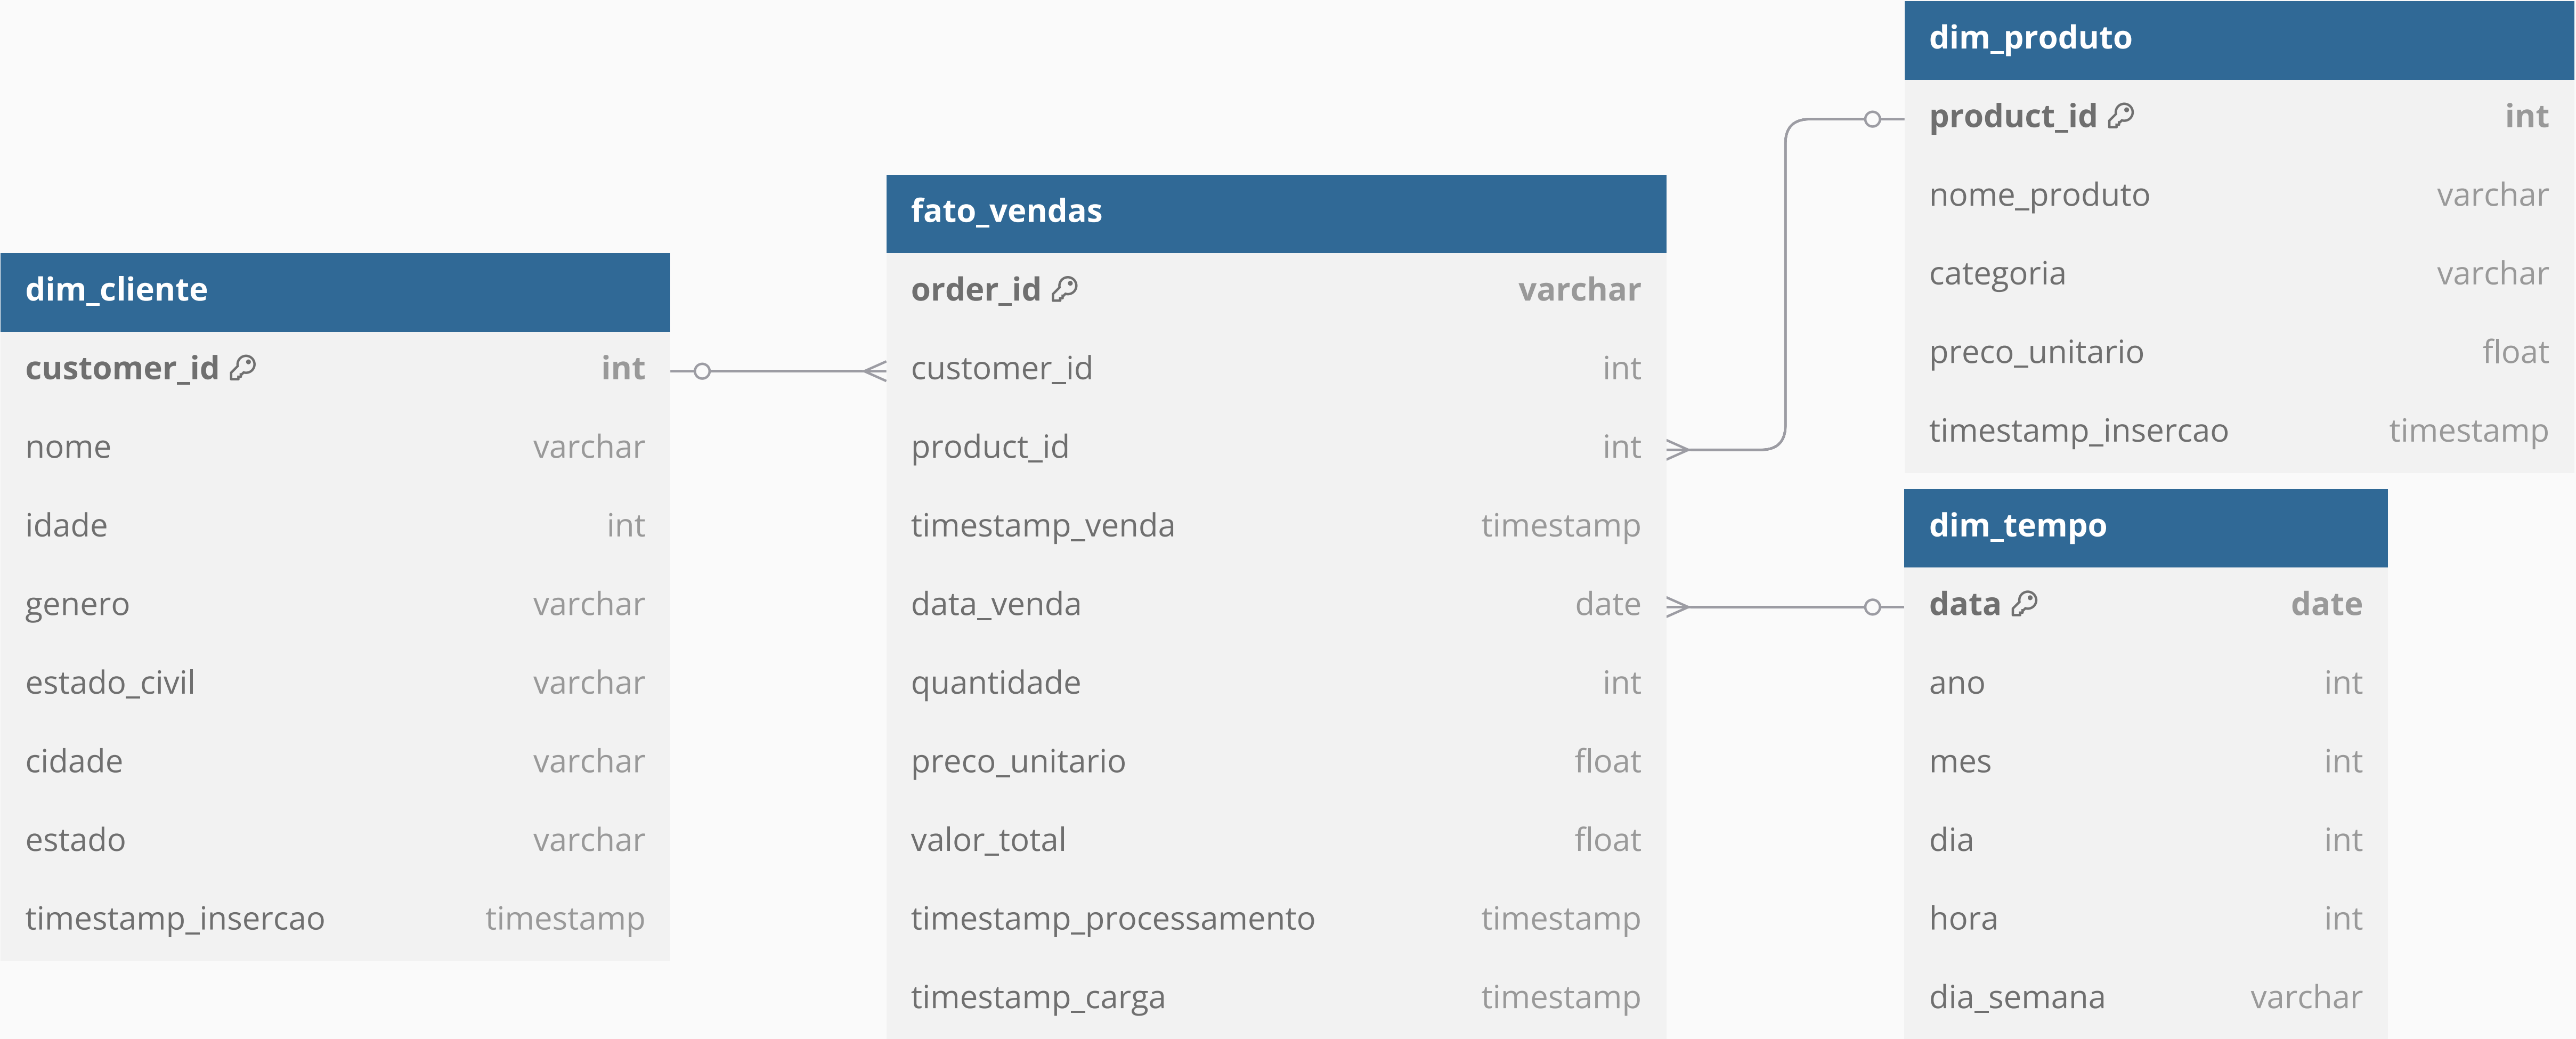 dim_cliente
customer_id int
nome varchar
idade int
genero varchar
estado_civil varchar
cidade varchar
estado varchar
timestamp_insercao timestamp
fato_vendas
order_id varchar
customer_id int
product_id int
timestamp_venda timestamp
data_venda date
quantidade int
preco_unitario float
valor_total float
timestamp_processamento timestamp
timestamp_carga timestamp
dim_produto
product_id int
nome_produto varchar
categoria varchar
preco_unitario float
timestamp_insercao timestamp
dim_tempo
data date
ano int
mes int
dia int
hora int
dia_semana varchar